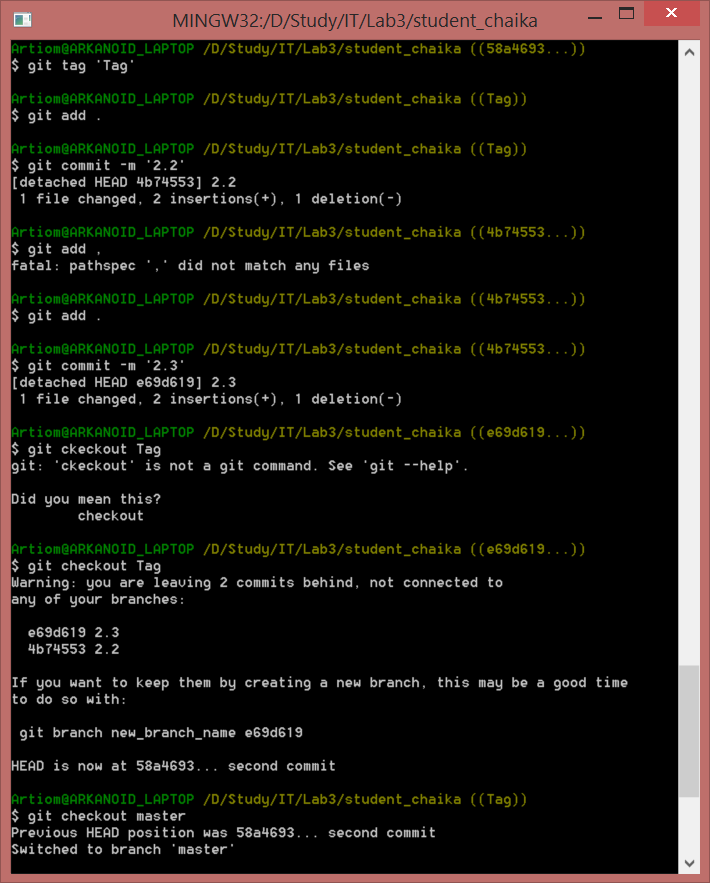 MINGW32:/D/Study/IT/Lab3/student_chaika
Artiom@ARKANOID_LAPTOP /D/Study/IT/Lab3/student_chaika ((58a4693...))
$ git tag 'Tag'
Artiom@ARKANOID_LAPTOP /D/Study/IT/Lab3/student_chaika ((Tag))
$ git add .
Artiom@ARKANOID_LAPTOP /D/Study/IT/Lab3/student_chaika ((Tag))
$ git commit -m '2.2'
[detached HEAD 4b74553] 2.2
 1 file changed, 2 insertions(+), 1 deletion(-)
Artiom@ARKANOID_LAPTOP /D/Study/IT/Lab3/student_chaika ((4b74553...))
$ git add ,
fatal: pathspec ',' did not match any files
Artiom@ARKANOID_LAPTOP /D/Study/IT/Lab3/student_chaika ((4b74553...))
$ git add .
Artiom@ARKANOID_LAPTOP /D/Study/IT/Lab3/student_chaika ((4b74553...))
$ git commit -m '2.3'
[detached HEAD e69d619] 2.3
 1 file changed, 2 insertions(+), 1 deletion(-)
Artiom@ARKANOID_LAPTOP /D/Study/IT/Lab3/student_chaika ((e69d619...))
$ git ckeckout Tag
git: 'ckeckout' is not a git command. See 'git --help'.
Did you mean this?
        checkout
Artiom@ARKANOID_LAPTOP /D/Study/IT/Lab3/student_chaika ((e69d619...))
$ git checkout Tag
Warning: you are leaving 2 commits behind, not connected to
any of your branches:
  e69d619 2.3
  4b74553 2.2
If you want to keep them by creating a new branch, this may be a good time
to do so with:
 git branch new_branch_name e69d619
HEAD is now at 58a4693... second commit
Artiom@ARKANOID_LAPTOP /D/Study/IT/Lab3/student_chaika ((Tag))
$ git checkout master
Previous HEAD position was 58a4693... second commit
Switched to branch 'master'